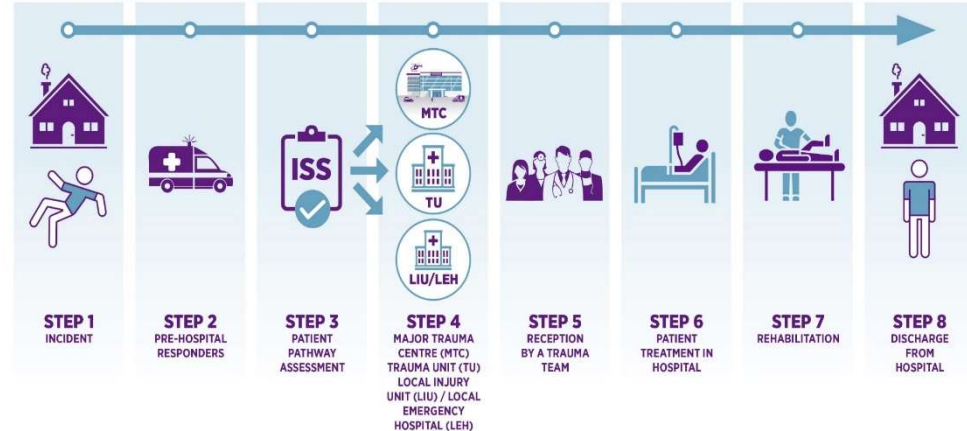 ISS
MTC
TU
LIU/LEH
STEP 1
INCIDENT
STEP 2
PRE-HOSPITAL
RESPONDERS
STEP 3
PATIENT
PATHWAY
ASSESSMENT
STEP 4
MAJOR TRAUMA
CENTRE (MTC)
TRAUMA UNIT (TU)
LOCAL INJURY
UNIT (LIU) / LOCAL
EMERGENCY
HOSPITAL (LEH)
STEP 5
RECEPTION
BY A TRAUMA
TEAM
STEP 6
PATIENT
TREATMENT IN
HOSPITAL
STEP 7
REHABILITATION
STEP 8
DISCHARGE
FROM
HOSPITAL